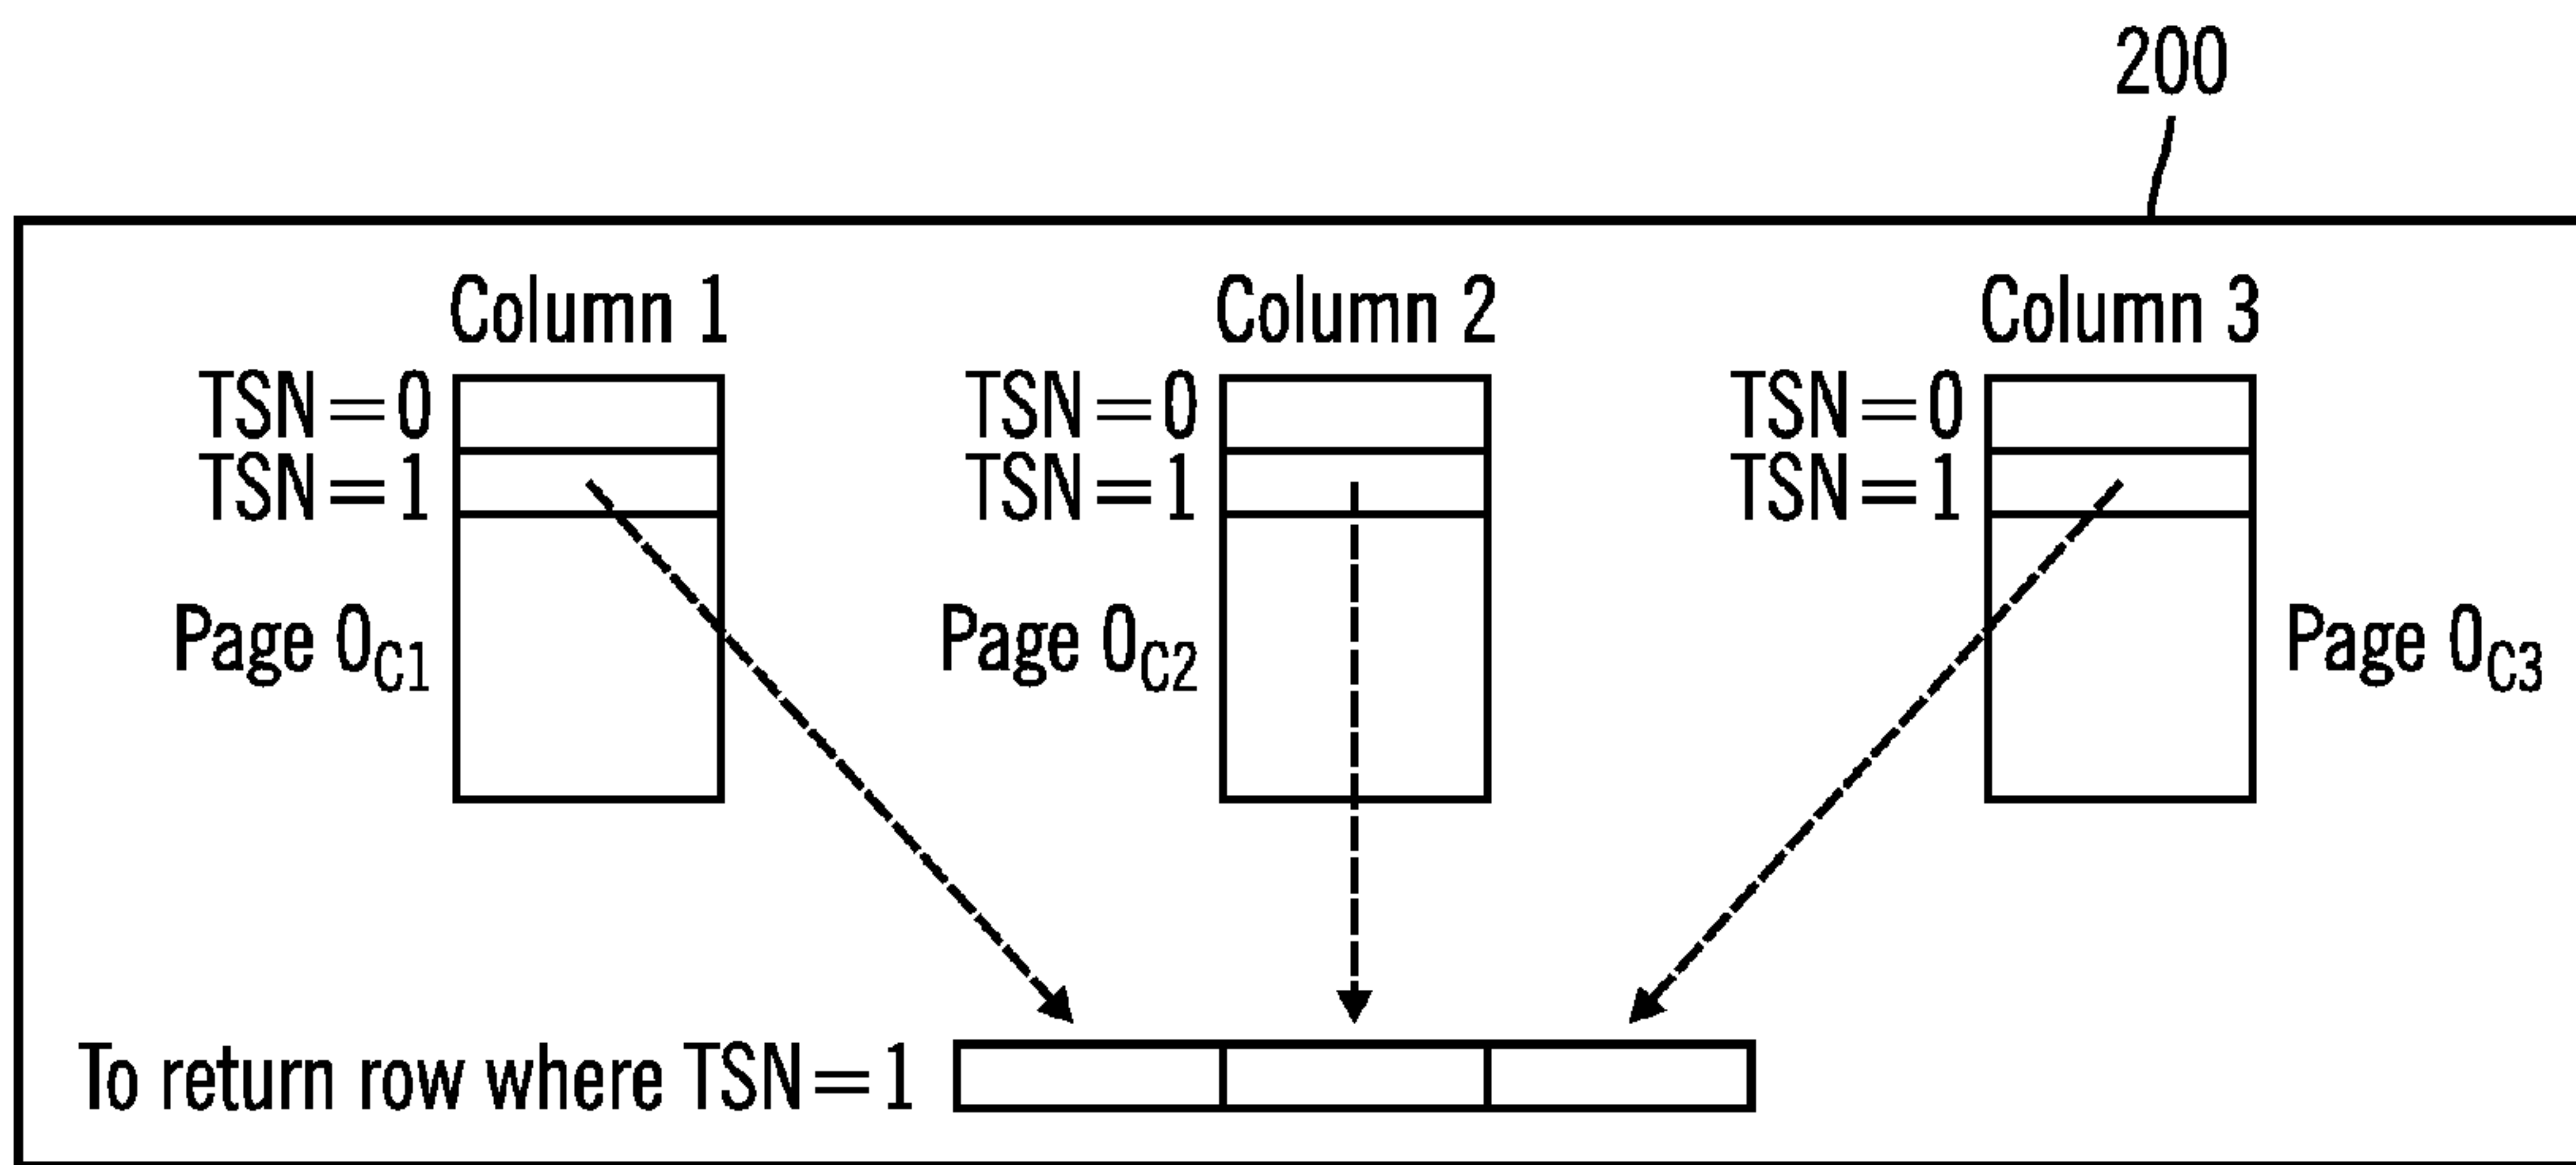 200
Column 1 Column 2 Column 3
TSN=0 TSN=0 TSN=0
TSN=1 TSN=1 TSN=1
Page 0C1 Page 0C2 Page 0C3
To return row where TSN=1